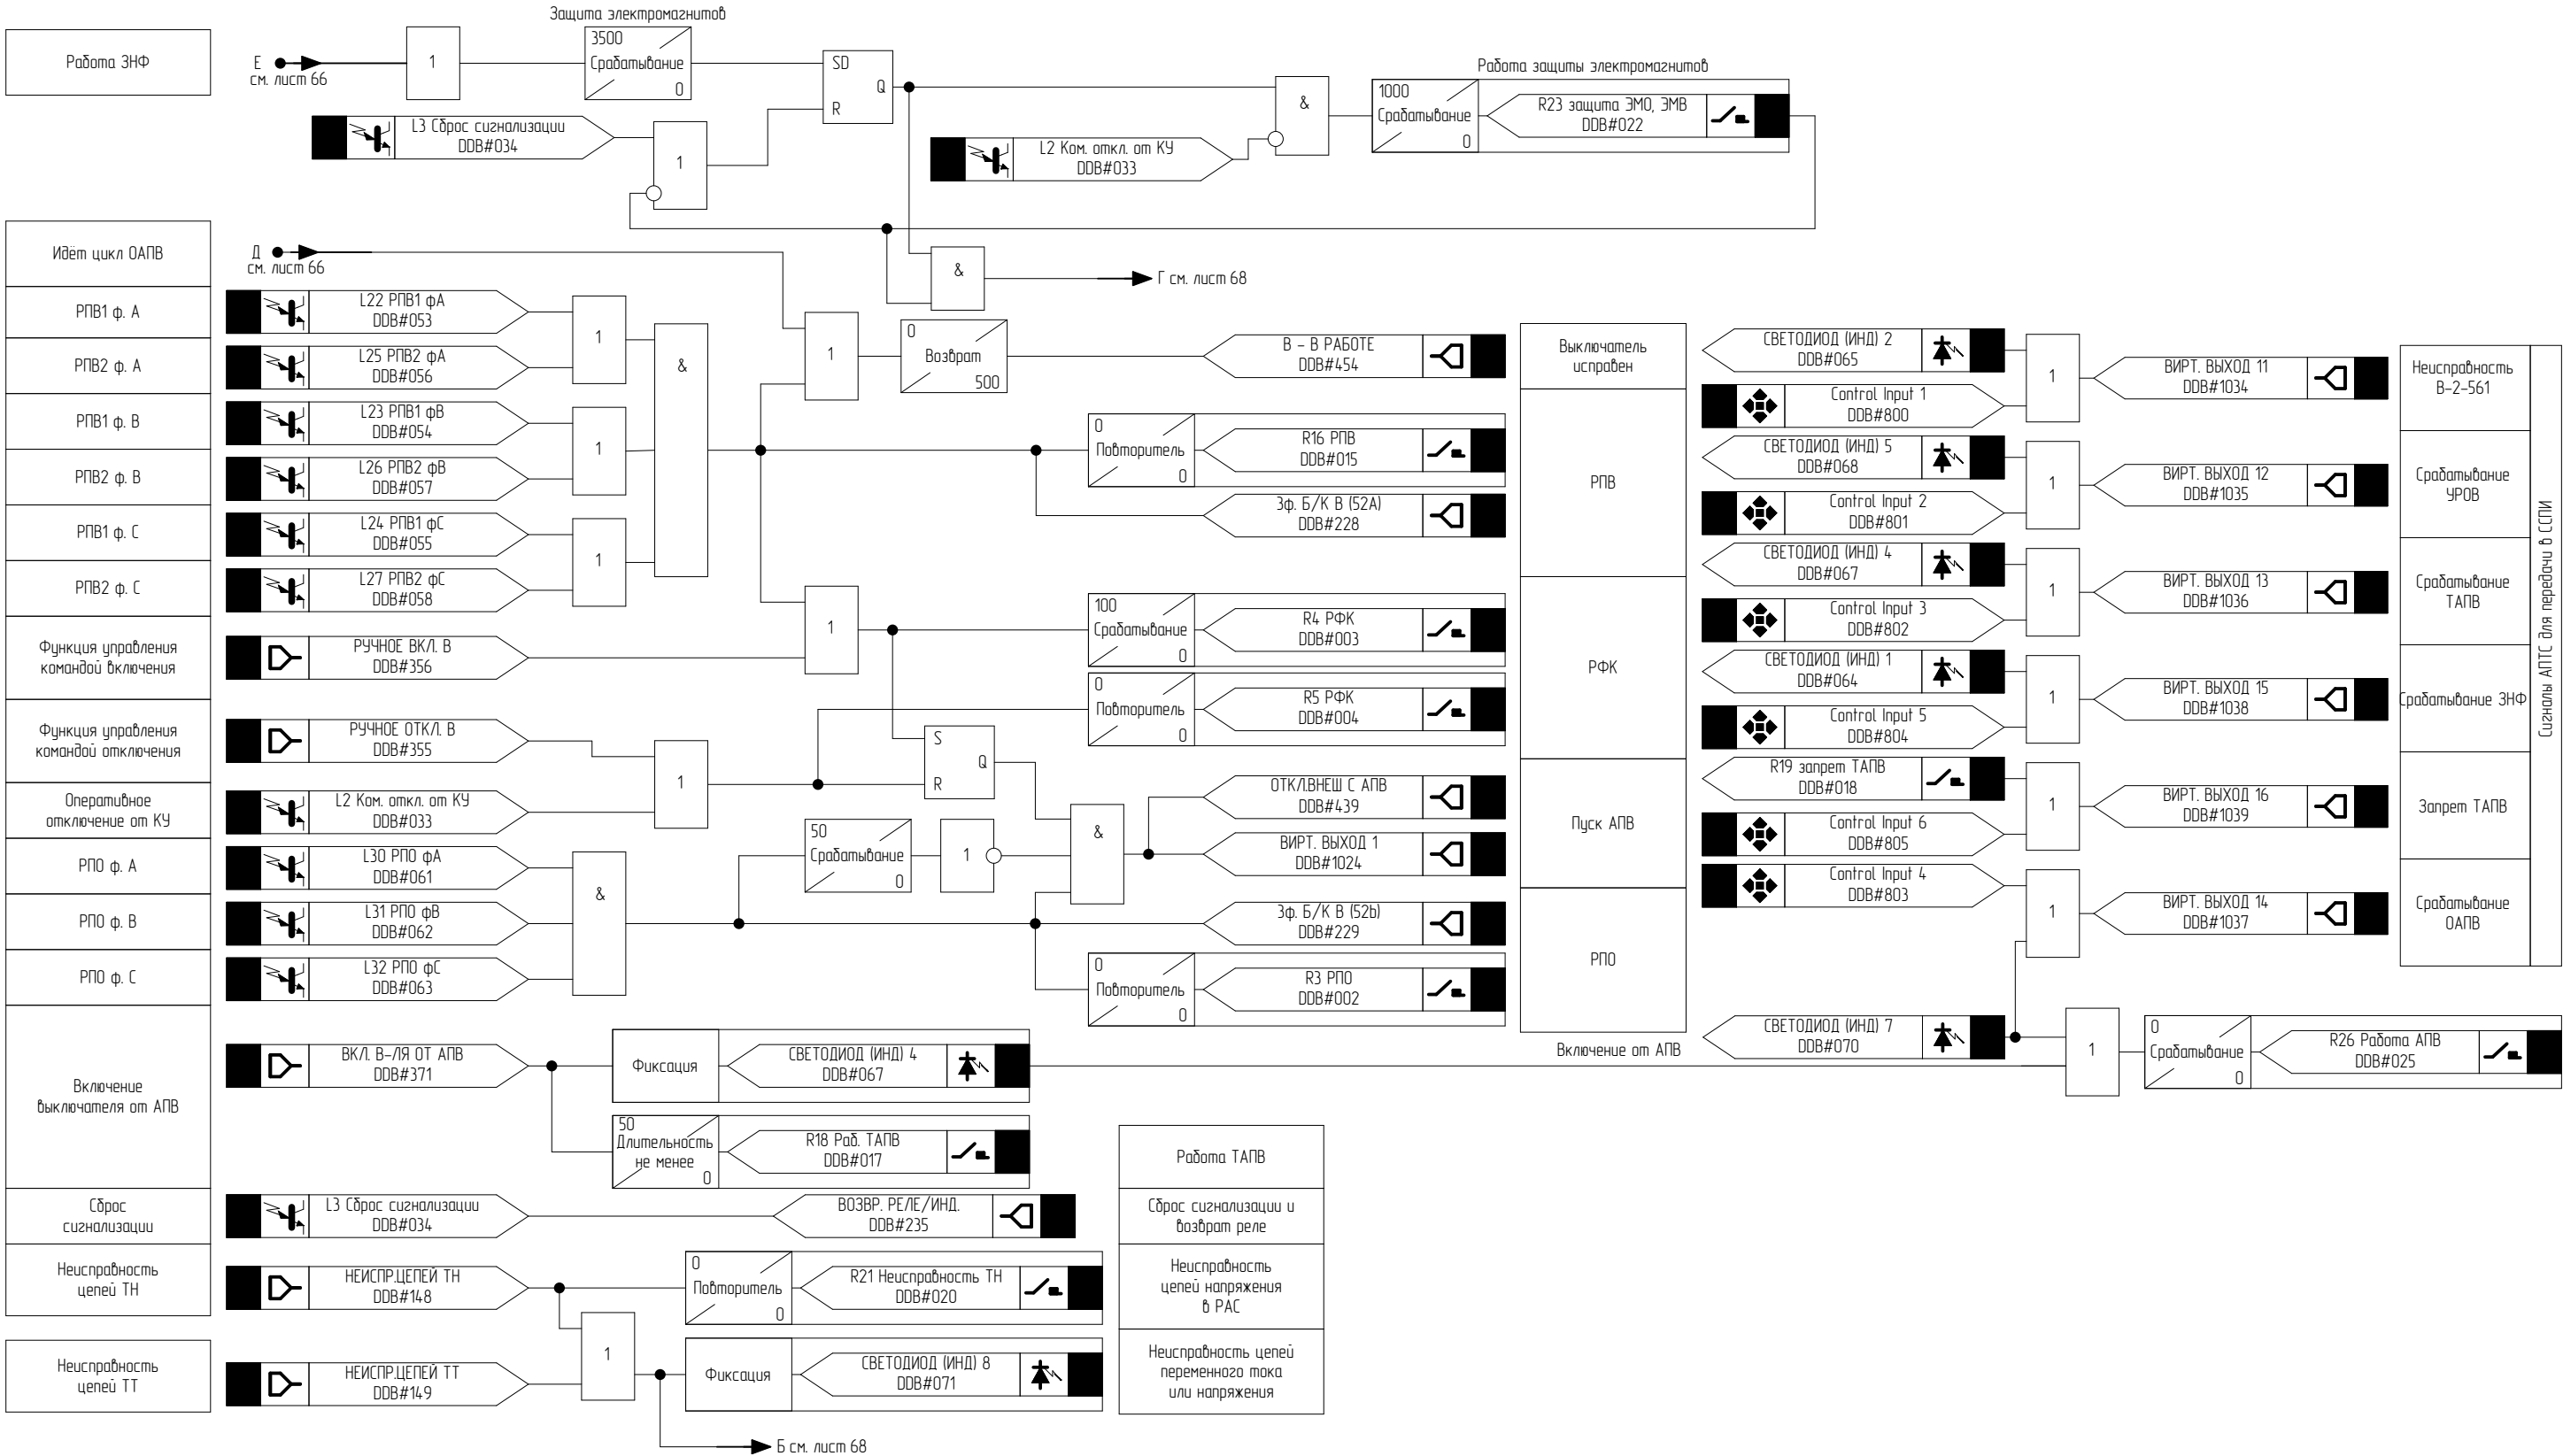 Защита электромагнитов
Работа ЗНФ
Е
см. лист 66
1
3500
Срабатывание
0
SD
Q
R
L3 Сброс сигнализации
DDB#034
1
L2 Ком. откл. от КУ
DDB#033
&
Работа защиты электромагнитов
1000
Срабатывание
0
R23 защита ЭМО, ЭМВ
DDB#022
&
Г см. лист 68
Идёт цикл ОАПВ
Д
см. лист 66
РПВ1 ф. А
L22 РПВ1 фА
DDB#053
РПВ2 ф. А
L25 РПВ2 фА
DDB#056
1
РПВ1 ф. В
L23 РПВ1 фВ
DDB#054
РПВ2 ф. В
L26 РПВ2 фВ
DDB#057
1
РПВ1 ф. С
L24 РПВ1 фС
DDB#055
РПВ2 ф. С
L27 РПВ2 фС
DDB#058
1
&
1
0
Возврат
500
В - В РАБОТЕ
DDB#454
0
Повторитель
0
R16 РПВ
DDB#015
3ф. Б/К В (52А)
DDB#228
Функция управления
командой включения
РУЧНОЕ ВКЛ. В
DDB#356
1
100
Срабатывание
0
R4 РФК
DDB#003
0
Повторитель
0
R5 РФК
DDB#004
Функция управления
командой отключения
РУЧНОЕ ОТКЛ. В
DDB#355
Оперативное
отключение от КУ
L2 Ком. откл. от КУ
DDB#033
1
S
Q
R
РПО ф. А
L30 РПО фА
DDB#061
РПО ф. В
L31 РПО фВ
DDB#062
РПО ф. С
L32 РПО фС
DDB#063
&
50
Срабатывание
0
1
&
ОТКЛ.ВНЕШ С АПВ
DDB#439
ВИРТ. ВЫХОД 1
DDB#1024
3ф. Б/К В (52b)
DDB#229
0
Повторитель
0
R3 РПО
DDB#002
Включение
выключателя от АПВ
ВКЛ. В-ЛЯ ОТ АПВ
DDB#371
Фиксация
СВЕТОДИОД (ИНД) 4
DDB#067
50
Длительность
не менее
0
R18 Раб. ТАПВ
DDB#017
Работа ТАПВ
Сброс
сигнализации
L3 Сброс сигнализации
DDB#034
ВОЗВР. РЕЛЕ/ИНД.
DDB#235
Сброс сигнализации и
возврат реле
Неисправность
цепей ТН
НЕИСПР.ЦЕПЕЙ ТН
DDB#148
0
Повторитель
0
R21 Неисправность ТН
DDB#020
Неисправность
цепей напряжения
в РАС
Неисправность
цепей ТТ
НЕИСПР.ЦЕПЕЙ ТТ
DDB#149
1
Фиксация
СВЕТОДИОД (ИНД) 8
DDB#071
Неисправность цепей
переменного тока
или напряжения
Б см. лист 68
Выключатель
исправен
РПВ
РФК
Пуск АПВ
РПО
Включение от АПВ
СВЕТОДИОД (ИНД) 2
DDB#065
Control Input 1
DDB#800
1
ВИРТ. ВЫХОД 11
DDB#1034
Неисправность
В-2-561
СВЕТОДИОД (ИНД) 5
DDB#068
Control Input 2
DDB#801
1
ВИРТ. ВЫХОД 12
DDB#1035
Срабатывание
УРОВ
СВЕТОДИОД (ИНД) 4
DDB#067
Control Input 3
DDB#802
1
ВИРТ. ВЫХОД 13
DDB#1036
Срабатывание
ТАПВ
СВЕТОДИОД (ИНД) 1
DDB#064
Control Input 5
DDB#804
1
ВИРТ. ВЫХОД 15
DDB#1038
Срабатывание ЗНФ
R19 запрет ТАПВ
DDB#018
Control Input 6
DDB#805
1
ВИРТ. ВЫХОД 16
DDB#1039
Запрет ТАПВ
Control Input 4
DDB#803
1
ВИРТ. ВЫХОД 14
DDB#1037
Срабатывание
ОАПВ
Сигналы АПТС для передачи в ССПИ
СВЕТОДИОД (ИНД) 7
DDB#070
1
0
Срабатывание
0
R26 Работа АПВ
DDB#025